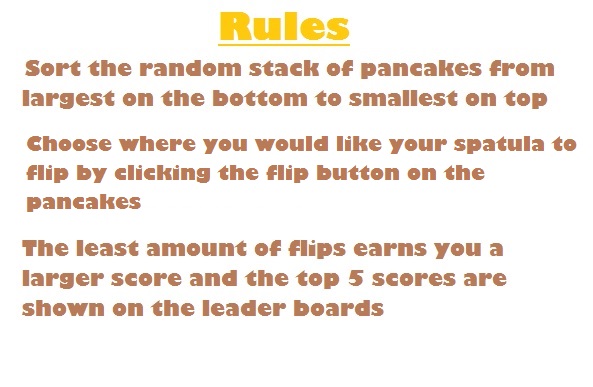 Rules
Sort the random stack of pancakes from
largest on the bottom to smallest on top
Choose where you would like your spatula to
flip by clicking the flip button on the
pancakes
The least amount of flips earns you a
larger score and the top 5 scores are
shown on the leader boards